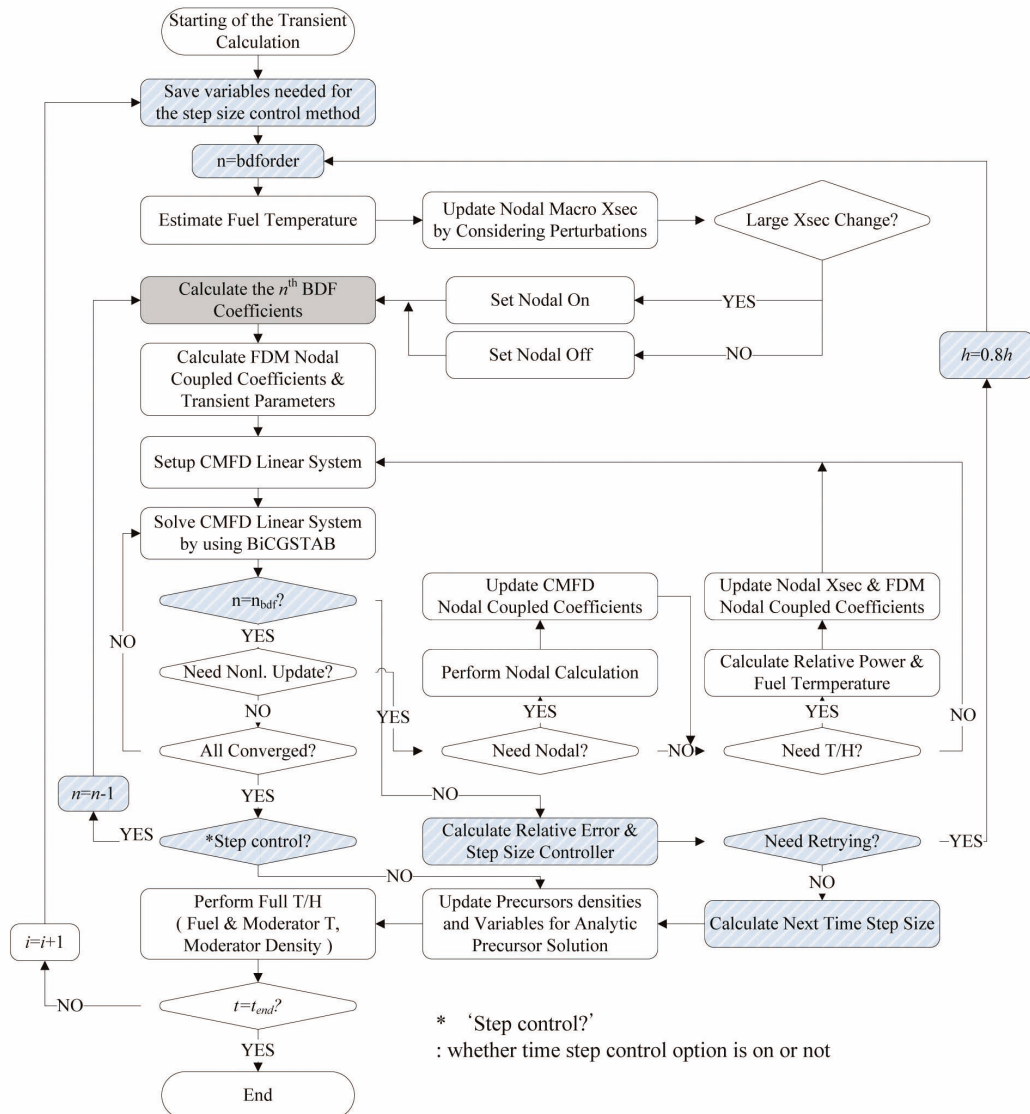 Starting of the Transient
Calculation
Save variables needed for
the step size control method
n=bdforder
Estimate Fuel Temperature
Update Nodal Macro Xsec
by Considering Perturbations
Large Xsec Change?
Calculate the nth BDF
Coefficients
Set Nodal On
YES
Set Nodal Off
NO
h=0.8h
Calculate FDM Nodal
Coupled Coefficients &
Transient Parameters
Setup CMFD Linear System
Solve CMFD Linear System
by using BiCGSTAB
n=nbdf?
YES
NO
Update CMFD
Nodal Coupled Coefficients
Update Nodal Xsec & FDM
Nodal Coupled Coefficients
Need Nonl. Update?
Perform Nodal Calculation
Calculate Relative Power &
Fuel Termperature
NO
YES
YES
YES
NO
All Converged?
Need Nodal?
NO
Need T/H?
n=n-1
YES
NO
YES
*Step control?
Calculate Relative Error &
Step Size Controller
Need Retrying?
YES
NO
NO
Perform Full T/H
( Fuel & Moderator T,
Moderator Density )
Update Precursors densities
and Variables for Analytic
Precursor Solution
Calculate Next Time Step Size
i=i+1
NO
t=tend?
YES
End
* ‘Step control?’
: whether time step control option is on or not